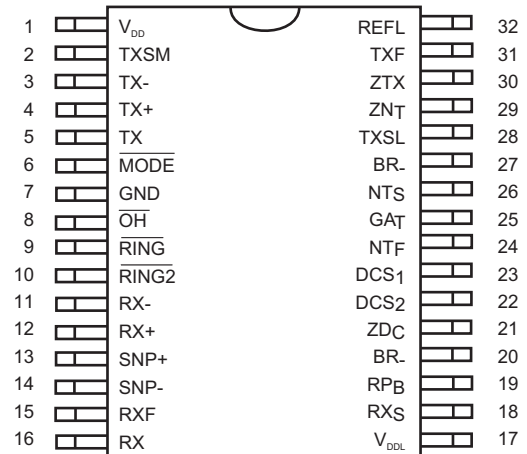 1 V_DD REFL 32
2 TXSM TXF 31
3 TX- ZTX 30
4 TX+ ZNT 29
5 TX TXSL 28
6 MODE BR- 27
7 GND NTS 26
8 OH GAT 25
9 RING NTF 24
10 RING2 DCS1 23
11 RX- DCS2 22
12 RX+ ZDC 21
13 SNP+ BR- 20
14 SNP- RPB 19
15 RXF RXS 18
16 RX V_DDL 17